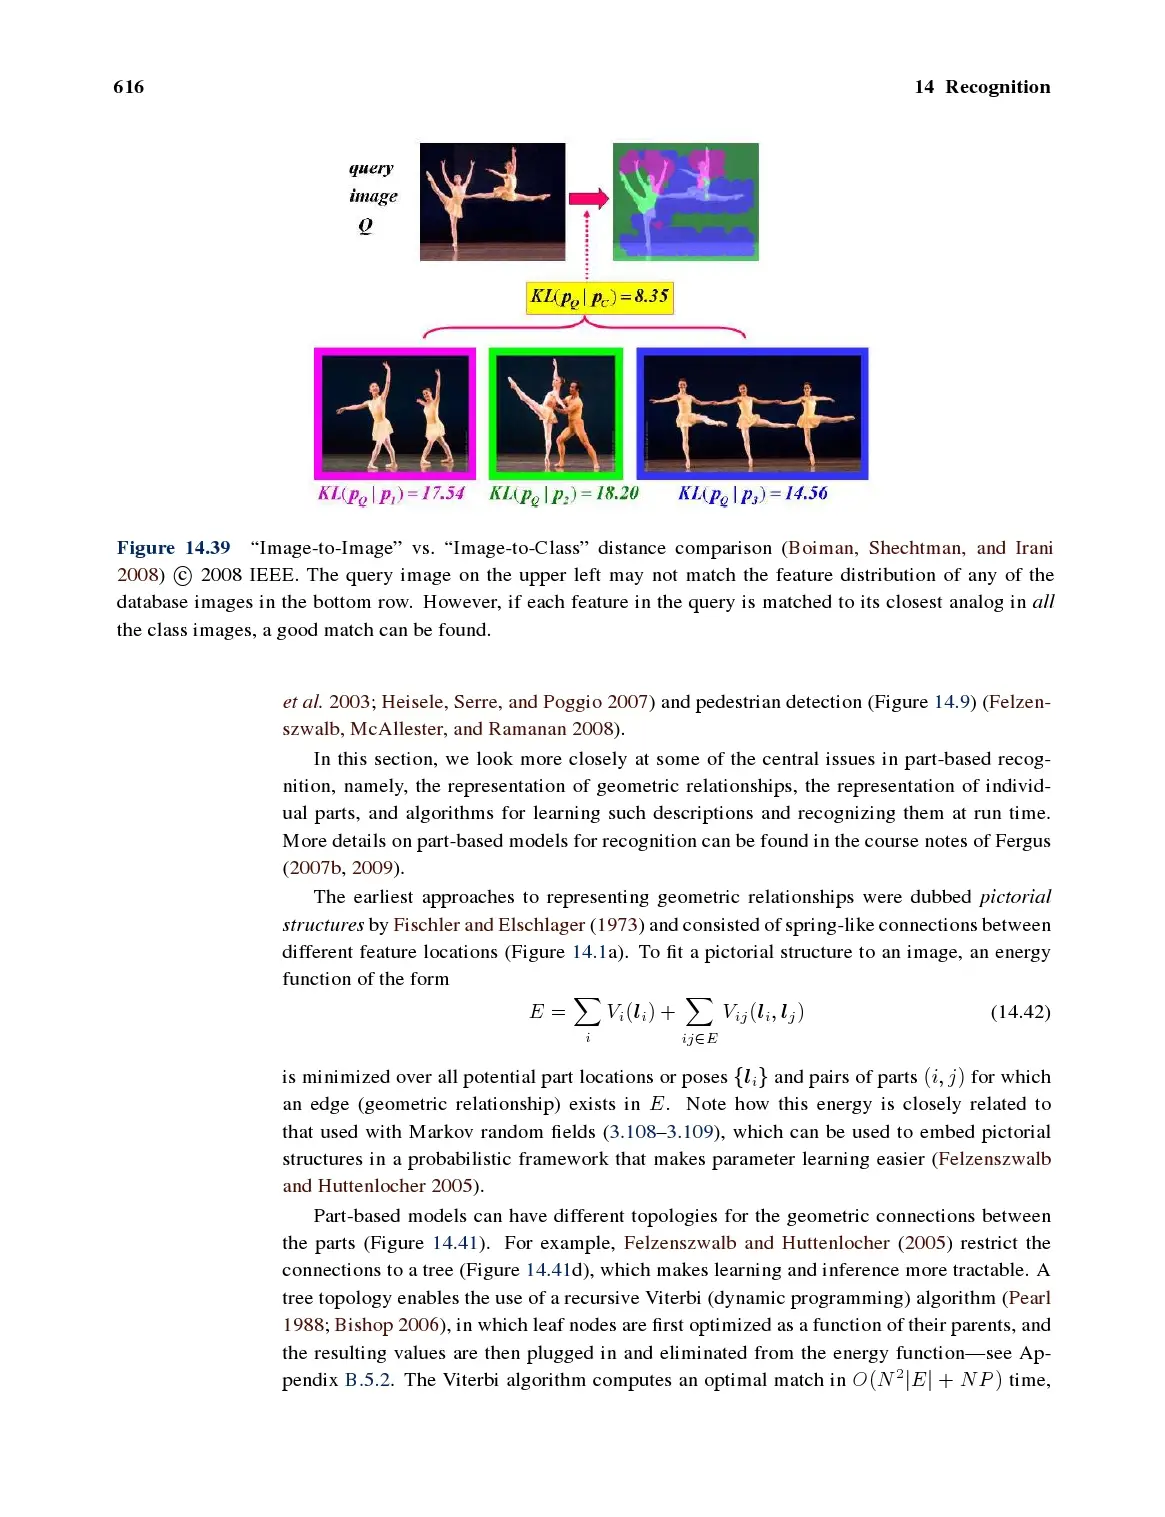 616 14 Recognition
query
image
Q
KL(p_Q | p_C) = 8.35
KL(p_Q | p_1) = 17.54 KL(p_Q | p_2) = 18.20 KL(p_Q | p_3) = 14.56
Figure 14.39 “Image-to-Image” vs. “Image-to-Class” distance comparison (Boiman, Shechtman, and Irani
2008) © 2008 IEEE. The query image on the upper left may not match the feature distribution of any of the
database images in the bottom row. However, if each feature in the query is matched to its closest analog in all
the class images, a good match can be found.
et al. 2003; Heisele, Serre, and Poggio 2007) and pedestrian detection (Figure 14.9) (Felzen-
szwalb, McAllester, and Ramanan 2008).
In this section, we look more closely at some of the central issues in part-based recog-
nition, namely, the representation of geometric relationships, the representation of individ-
ual parts, and algorithms for learning such descriptions and recognizing them at run time.
More details on part-based models for recognition can be found in the course notes of Fergus
(2007b, 2009).
The earliest approaches to representing geometric relationships were dubbed pictorial
structures by Fischler and Elschlager (1973) and consisted of spring-like connections between
different feature locations (Figure 14.1a). To fit a pictorial structure to an image, an energy
function of the form
E = ∑_i V_i(l_i) + ∑_{ij∈E} V_{ij}(l_i, l_j) (14.42)
is minimized over all potential part locations or poses {l_i} and pairs of parts (i, j) for which
an edge (geometric relationship) exists in E. Note how this energy is closely related to
that used with Markov random fields (3.108–3.109), which can be used to embed pictorial
structures in a probabilistic framework that makes parameter learning easier (Felzenszwalb
and Huttenlocher 2005).
Part-based models can have different topologies for the geometric connections between
the parts (Figure 14.41). For example, Felzenszwalb and Huttenlocher (2005) restrict the
connections to a tree (Figure 14.41d), which makes learning and inference more tractable. A
tree topology enables the use of a recursive Viterbi (dynamic programming) algorithm (Pearl
1988; Bishop 2006), in which leaf nodes are first optimized as a function of their parents, and
the resulting values are then plugged in and eliminated from the energy function—see Ap-
pendix B.5.2. The Viterbi algorithm computes an optimal match in O(N²|E| + NP) time,